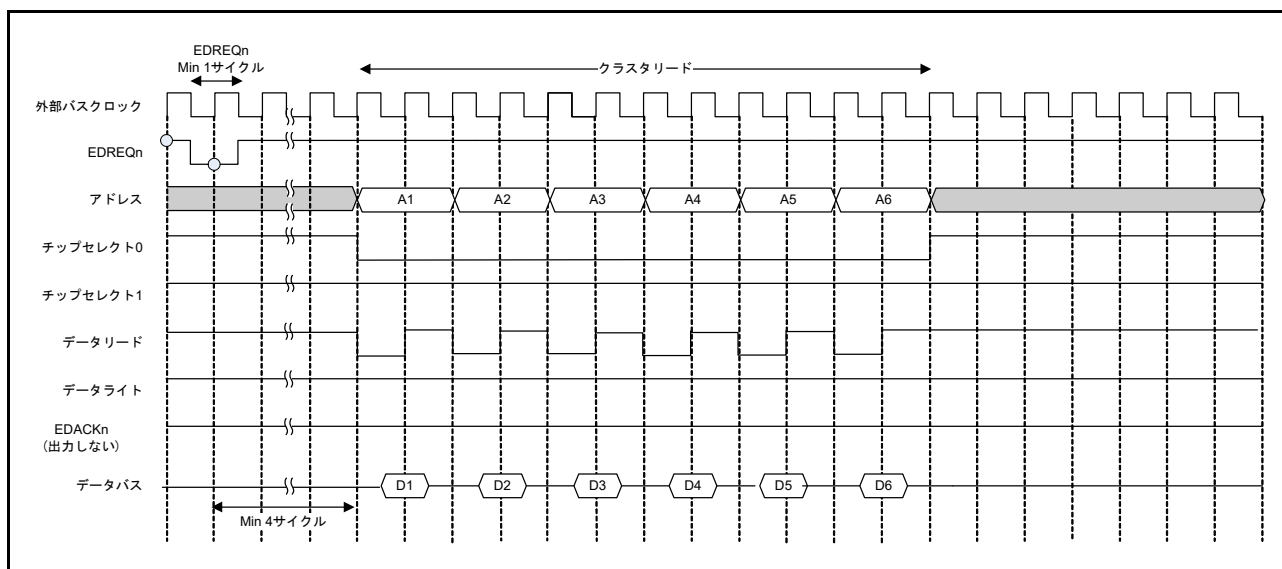 EDREQn
Min 1サイクル
クラスタリード
外部バスクロック
EDREQn
アドレス
A1
A2
A3
A4
A5
A6
チップセレクト0
チップセレクト1
データリード
データライト
EDACKn
(出力しない)
データバス
D1
D2
D3
D4
D5
D6
Min 4サイクル